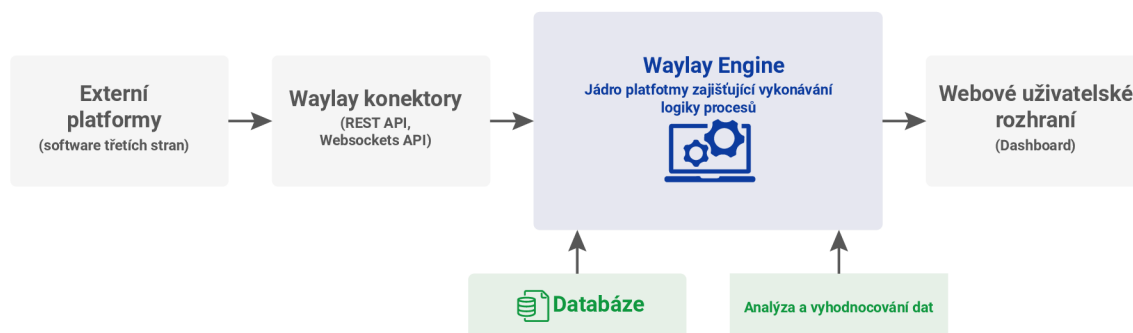 Externí
platformy
(software třetích stran)
Waylay konektory
(REST API,
Websockets API)
Waylay Engine
Jádro platfotmy zajišťující vykonávání
logiky procesů
Webové uživatelské
rozhraní
(Dashboard)
Databáze
Analýza a vyhodnocování dat